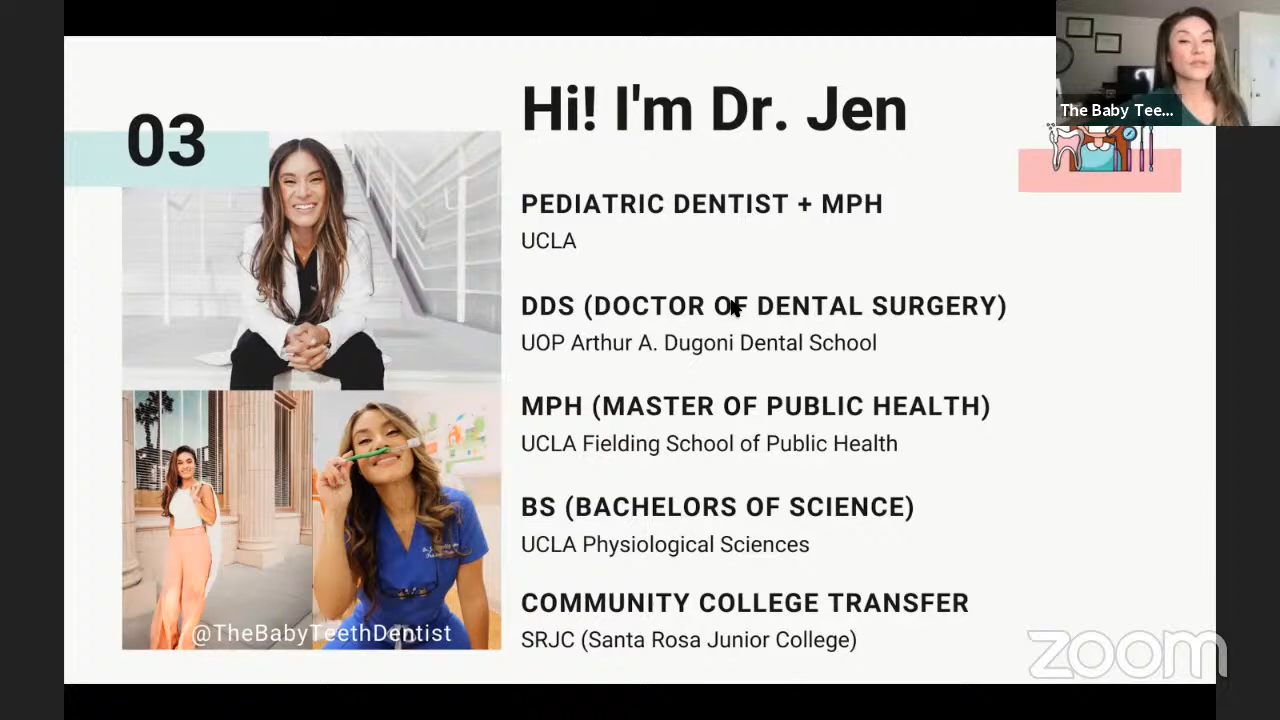 The Baby Tee...
03
Hi! I'm Dr. Jen
PEDIATRIC DENTIST + MPH
UCLA
DDS (DOCTOR OF DENTAL SURGERY)
UOP Arthur A. Dugoni Dental School
MPH (MASTER OF PUBLIC HEALTH)
UCLA Fielding School of Public Health
BS (BACHELORS OF SCIENCE)
UCLA Physiological Sciences
COMMUNITY COLLEGE TRANSFER
SRJC (Santa Rosa Junior College)
@TheBabyTeethDentist
zoom